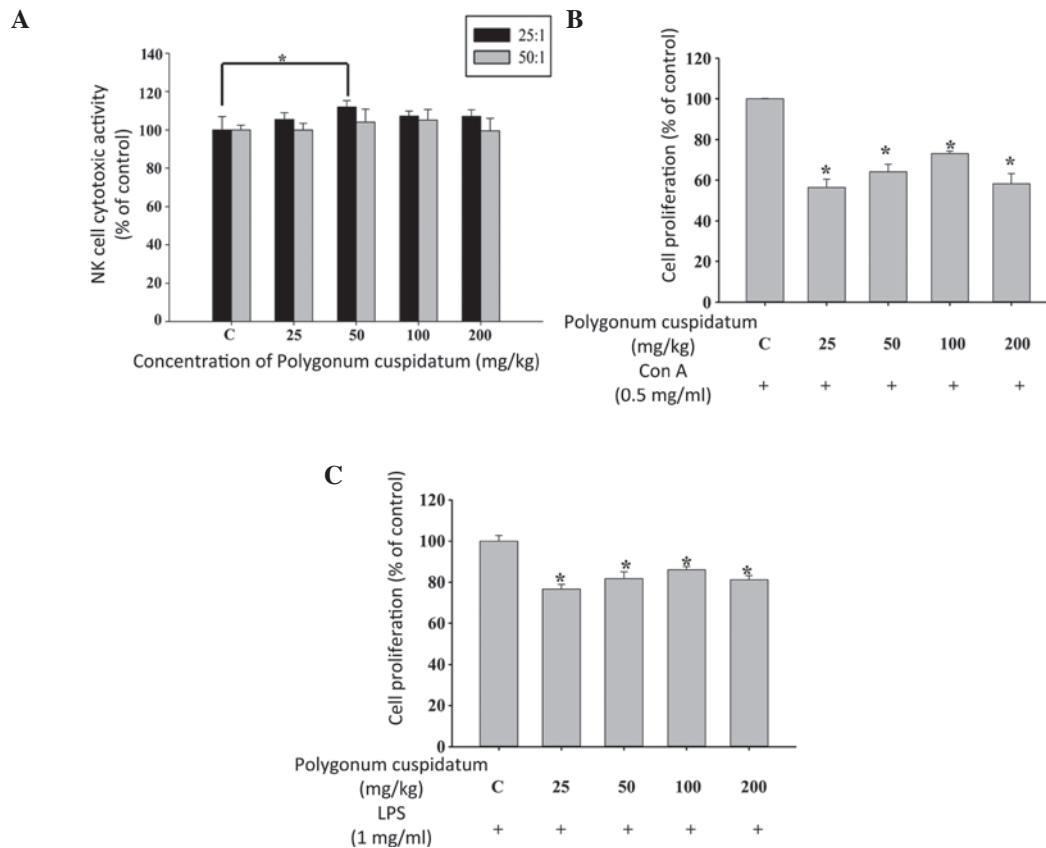 A
25:1
50:1
*
140
120
100
80
60
40
20
0
NK cell cytotoxic activity
(% of control)
C 25 50 100 200
Concentration of Polygonum cuspidatum (mg/kg)
B
120
100
80
60
40
20
0
Cell proliferation (% of control)
* * * *
Polygonum cuspidatum
(mg/kg)
C 25 50 100 200
Con A
(0.5 mg/ml)
+ + + + +
C
120
100
80
60
40
20
0
Cell proliferation (% of control)
* * * *
Polygonum cuspidatum
(mg/kg)
C 25 50 100 200
LPS
(1 mg/ml)
+ + + + +